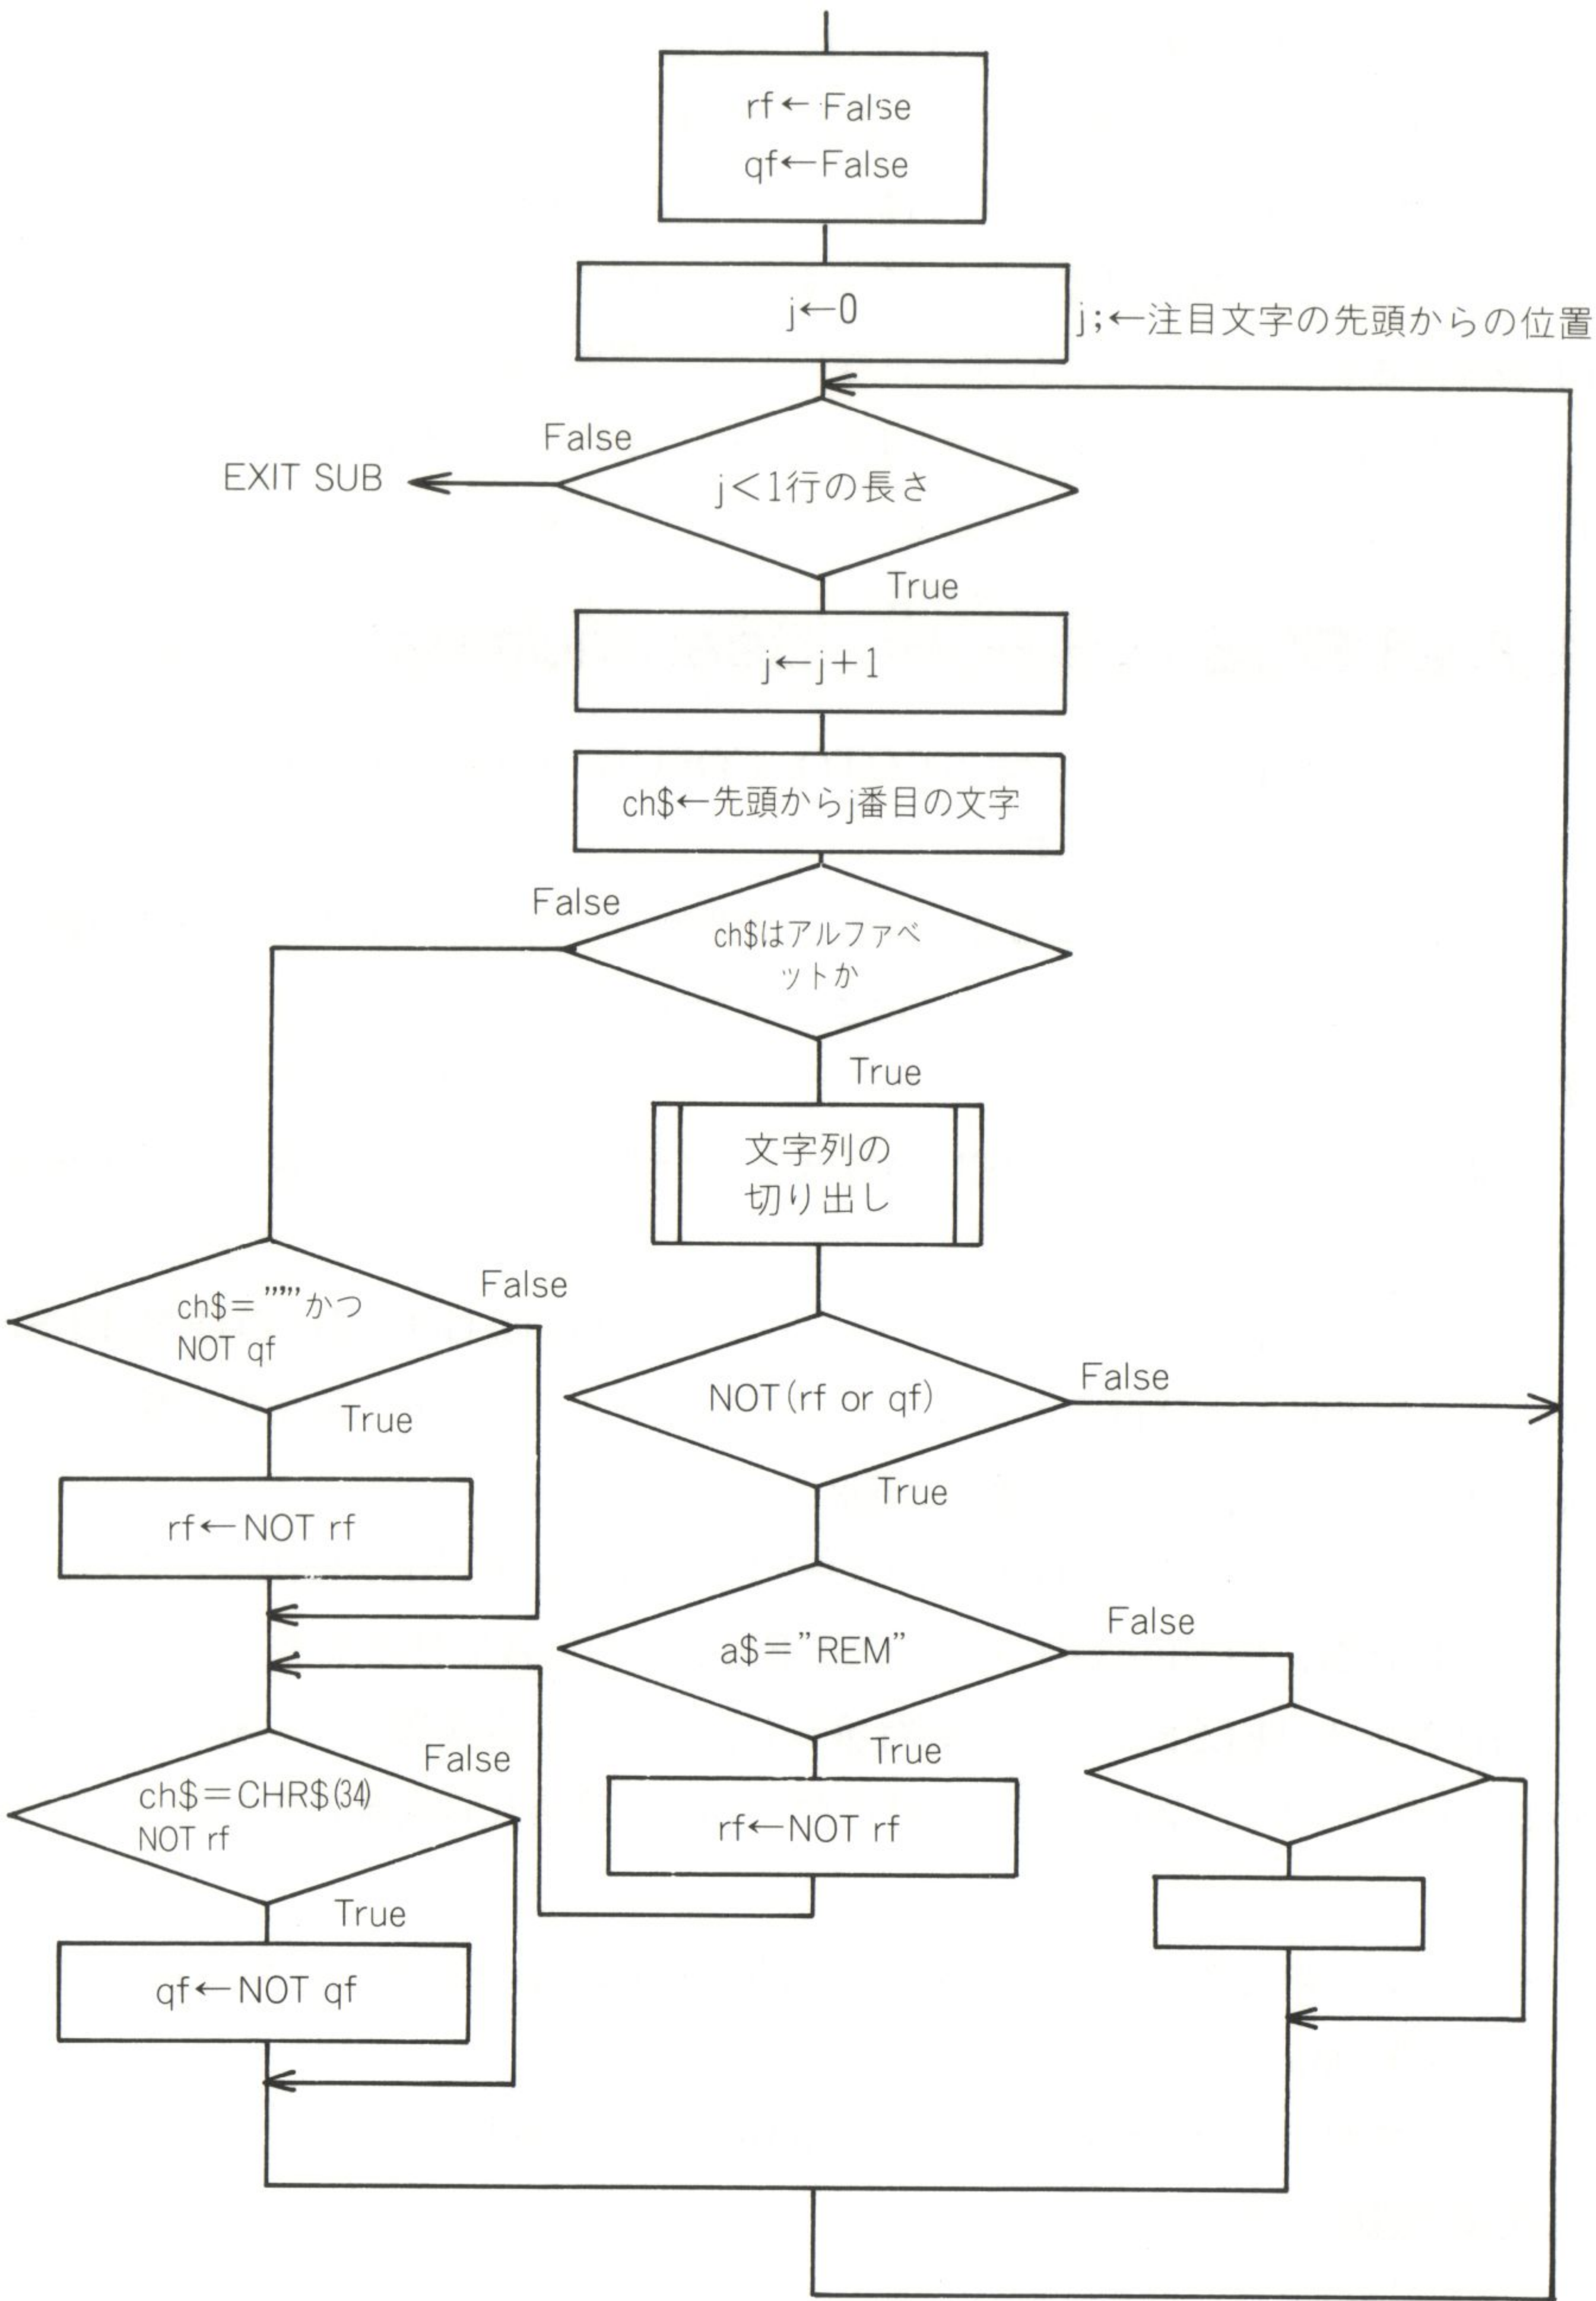 rf← False
qf←False
j←0
j;←注目文字の先頭からの位置
False
EXIT SUB
j<1行の長さ
True
j←j+1
ch$←先頭からj番目の文字
False
ch$はアルファベ
ットか
True
文字列の
切り出し
ch$="'"かつ
NOT qf
False
True
rf←NOT rf
NOT(rf or qf)
False
True
a$="REM"
False
True
rf←NOT rf
ch$=CHR$(34)
NOT rf
False
True
qf←NOT qf